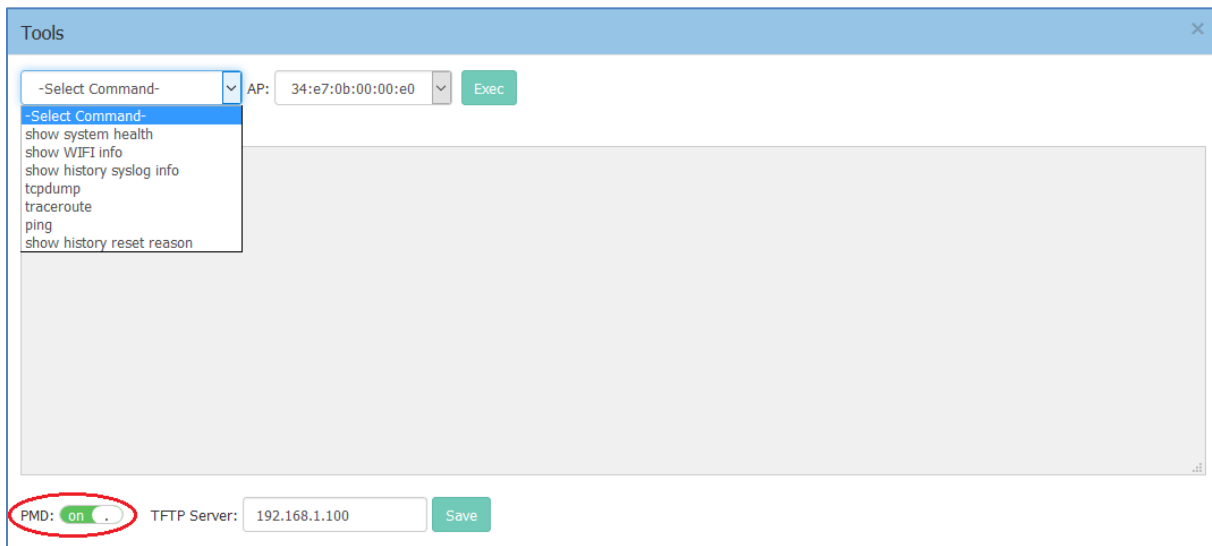 Tools
-Select Command- AP: 34:e7:0b:00:00:e0 Exec
-Select Command-
show system health
show WIFI info
show history syslog info
tcpdump
traceroute
ping
show history reset reason
PMD: on . TFTP Server: 192.168.1.100 Save